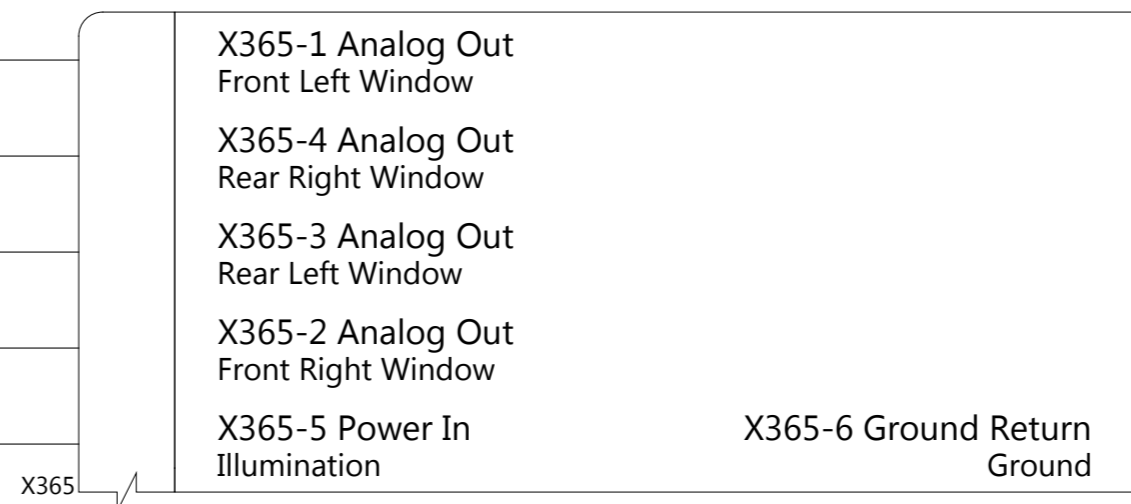 X365-1 Analog Out
Front Left Window
X365-4 Analog Out
Rear Right Window
X365-3 Analog Out
Rear Left Window
X365-2 Analog Out
Front Right Window
X365-5 Power In
Illumination
X365-6 Ground Return
Ground
X365